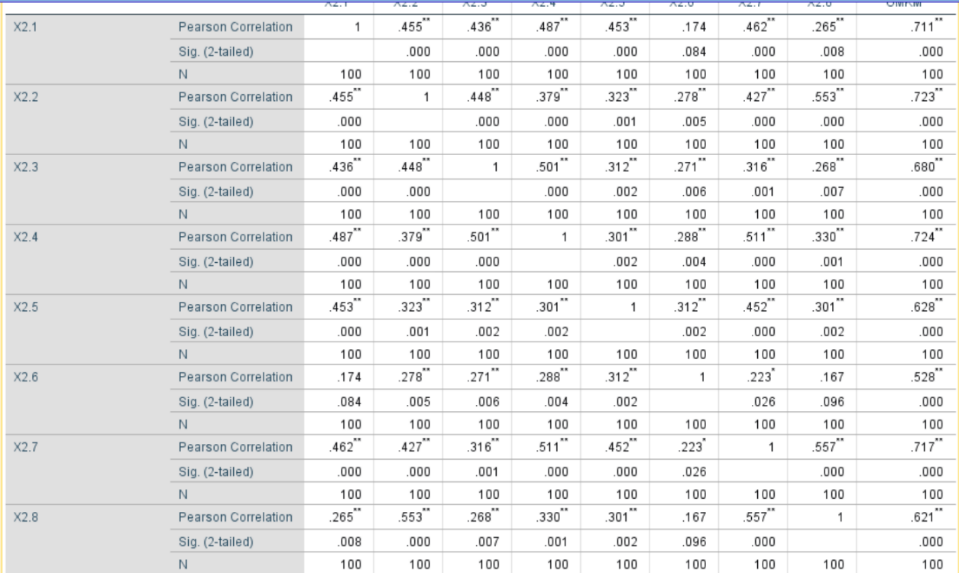 X2.1 X2.2 X2.3 X2.4 X2.5 X2.6 X2.7 X2.8
X2.1 Pearson Correlation 1 .455** .436** .487** .453** .174 .462** .265** .711**
Sig. (2-tailed) .000 .000 .000 .000 .084 .000 .008 .000
N 100 100 100 100 100 100 100 100 100
X2.2 Pearson Correlation .455** 1 .448** .379** .323** .278** .427** .553** .723**
Sig. (2-tailed) .000 .000 .000 .001 .005 .000 .000 .000
N 100 100 100 100 100 100 100 100 100
X2.3 Pearson Correlation .436** .448** 1 .501** .312** .271** .316** .268** .680**
Sig. (2-tailed) .000 .000 .000 .002 .006 .001 .007 .000
N 100 100 100 100 100 100 100 100 100
X2.4 Pearson Correlation .487** .379** .501** 1 .301** .288** .511** .330** .724**
Sig. (2-tailed) .000 .000 .000 .002 .004 .000 .001 .000
N 100 100 100 100 100 100 100 100 100
X2.5 Pearson Correlation .453** .323** .312** .301** 1 .312** .452** .301** .628**
Sig. (2-tailed) .000 .001 .002 .002 .002 .000 .002 .000
N 100 100 100 100 100 100 100 100 100
X2.6 Pearson Correlation .174 .278** .271** .288** .312** 1 .223* .167 .528**
Sig. (2-tailed) .084 .005 .006 .004 .002 .026 .096 .000
N 100 100 100 100 100 100 100 100 100
X2.7 Pearson Correlation .462** .427** .316** .511** .452** .223* 1 .557** .717**
Sig. (2-tailed) .000 .000 .001 .000 .000 .026 .000 .000
N 100 100 100 100 100 100 100 100 100
X2.8 Pearson Correlation .265** .553** .268** .330** .301** .167 .557** 1 .621**
Sig. (2-tailed) .008 .000 .007 .001 .002 .096 .000 .000
N 100 100 100 100 100 100 100 100 100